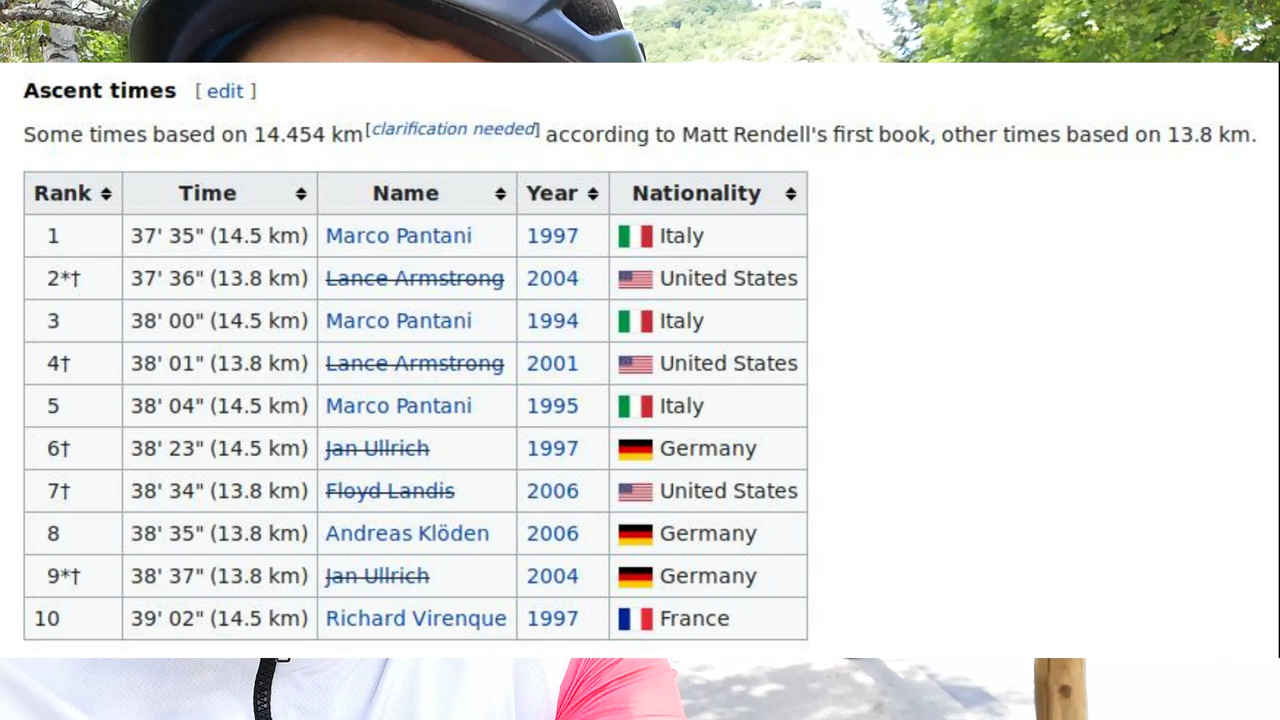 Ascent times [ edit ]
Some times based on 14.454 km[clarification needed] according to Matt Rendell's first book, other times based on 13.8 km.
Rank Time Name Year Nationality
1 37' 35" (14.5 km) Marco Pantani 1997 Italy
2*† 37' 36" (13.8 km) Lance Armstrong 2004 United States
3 38' 00" (14.5 km) Marco Pantani 1994 Italy
4† 38' 01" (13.8 km) Lance Armstrong 2001 United States
5 38' 04" (14.5 km) Marco Pantani 1995 Italy
6† 38' 23" (14.5 km) Jan Ullrich 1997 Germany
7† 38' 34" (13.8 km) Floyd Landis 2006 United States
8 38' 35" (13.8 km) Andreas Klöden 2006 Germany
9*† 38' 37" (13.8 km) Jan Ullrich 2004 Germany
10 39' 02" (14.5 km) Richard Virenque 1997 France